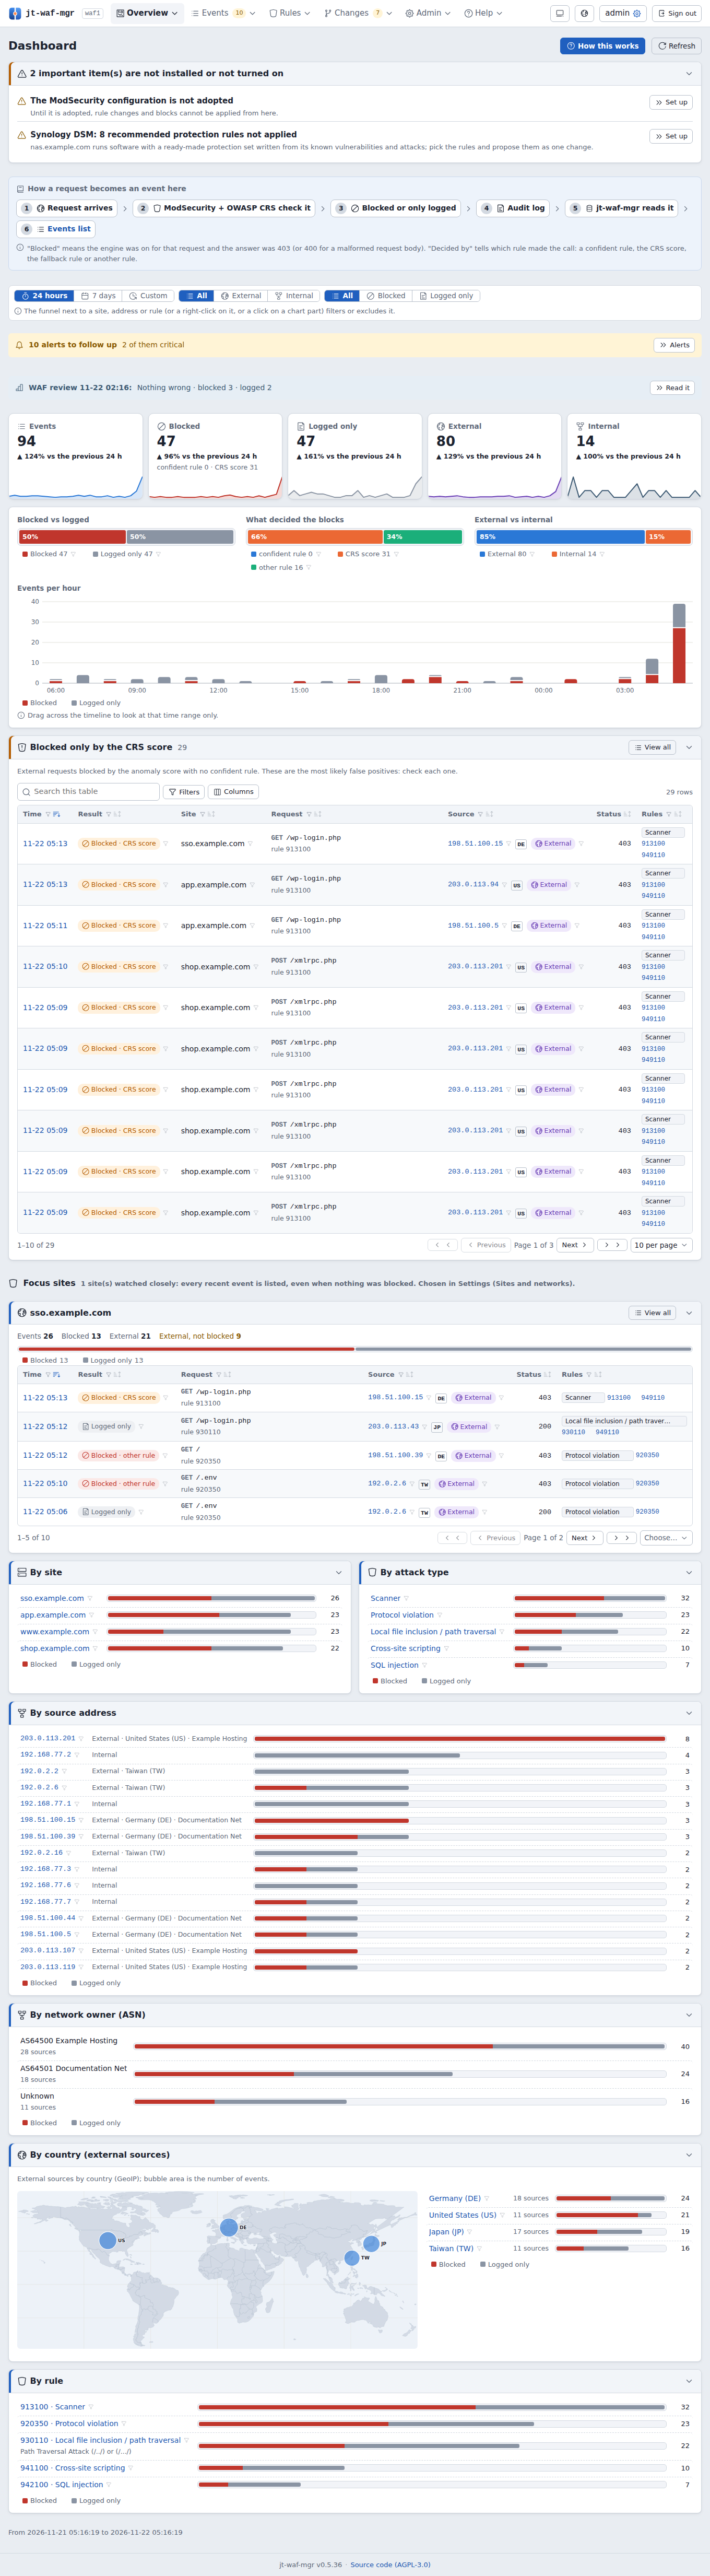 jt-waf-mgr waf1 Overview Events 10 Rules Changes 7 Admin Help admin Sign out
Dashboard How this works Refresh
2 important item(s) are not installed or not turned on
The ModSecurity configuration is not adopted Set up
Until it is adopted, rule changes and blocks cannot be applied from here.
Synology DSM: 8 recommended protection rules not applied Set up
nas.example.com runs software with a ready-made protection set written from its known vulnerabilities and attacks; pick the rules and propose them as one change.
How a request becomes an event here
1 Request arrives 2 ModSecurity + OWASP CRS check it 3 Blocked or only logged 4 Audit log 5 jt-waf-mgr reads it
6 Events list
"Blocked" means the engine was on for that request and the answer was 403 (or 400 for a malformed request body). "Decided by" tells which rule made the call: a confident rule, the CRS score,
the fallback rule or another rule.
24 hours 7 days Custom All External Internal All Blocked Logged only
The funnel next to a site, address or rule (or a right-click on it, or a click on a chart part) filters or excludes it.
10 alerts to follow up 2 of them critical Alerts
WAF review 11-22 02:16: Nothing wrong · blocked 3 · logged 2 Read it
Events Blocked Logged only External Internal
94 47 47 80 14
▲ 124% vs the previous 24 h ▲ 96% vs the previous 24 h ▲ 161% vs the previous 24 h ▲ 129% vs the previous 24 h ▲ 100% vs the previous 24 h
confident rule 0 · CRS score 31
Blocked vs logged What decided the blocks External vs internal
50% 50% 66% 34% 85% 15%
Blocked 47 Logged only 47 confident rule 0 CRS score 31 External 80 Internal 14
other rule 16
Events per hour
40
30
20
10
0
06:00 09:00 12:00 15:00 18:00 21:00 00:00 03:00
Blocked Logged only
Drag across the timeline to look at that time range only.
Blocked only by the CRS score 29 View all
External requests blocked by the anomaly score with no confident rule. These are the most likely false positives: check each one.
Search this table Filters Columns 29 rows
Time Result Site Request Source Status Rules
11-22 05:13 Blocked · CRS score sso.example.com GET /wp-login.php rule 913100 198.51.100.15 DE External 403 Scanner 913100 949110
11-22 05:13 Blocked · CRS score app.example.com GET /wp-login.php rule 913100 203.0.113.94 US External 403 Scanner 913100 949110
11-22 05:11 Blocked · CRS score app.example.com GET /wp-login.php rule 913100 198.51.100.5 DE External 403 Scanner 913100 949110
11-22 05:10 Blocked · CRS score shop.example.com POST /xmlrpc.php rule 913100 203.0.113.201 US External 403 Scanner 913100 949110
11-22 05:09 Blocked · CRS score shop.example.com POST /xmlrpc.php rule 913100 203.0.113.201 US External 403 Scanner 913100 949110
11-22 05:09 Blocked · CRS score shop.example.com POST /xmlrpc.php rule 913100 203.0.113.201 US External 403 Scanner 913100 949110
11-22 05:09 Blocked · CRS score shop.example.com POST /xmlrpc.php rule 913100 203.0.113.201 US External 403 Scanner 913100 949110
11-22 05:09 Blocked · CRS score shop.example.com POST /xmlrpc.php rule 913100 203.0.113.201 US External 403 Scanner 913100 949110
11-22 05:09 Blocked · CRS score shop.example.com POST /xmlrpc.php rule 913100 203.0.113.201 US External 403 Scanner 913100 949110
11-22 05:09 Blocked · CRS score shop.example.com POST /xmlrpc.php rule 913100 203.0.113.201 US External 403 Scanner 913100 949110
1–10 of 29 Previous Page 1 of 3 Next 10 per page
Focus sites 1 site(s) watched closely: every recent event is listed, even when nothing was blocked. Chosen in Settings (Sites and networks).
sso.example.com View all
Events 26 Blocked 13 External 21 External, not blocked 9
Blocked 13 Logged only 13
Time Result Request Source Status Rules
11-22 05:13 Blocked · CRS score GET /wp-login.php rule 913100 198.51.100.15 DE External 403 Scanner 913100 949110
11-22 05:12 Logged only GET /wp-login.php rule 930110 203.0.113.43 JP External 200 Local file inclusion / path traver... 930110 949110
11-22 05:12 Blocked · other rule GET / rule 920350 198.51.100.39 DE External 403 Protocol violation 920350
11-22 05:10 Blocked · other rule GET /.env rule 920350 192.0.2.6 TW External 403 Protocol violation 920350
11-22 05:06 Logged only GET /.env rule 920350 192.0.2.6 TW External 200 Protocol violation 920350
1–5 of 10 Previous Page 1 of 2 Next Choose...
By site
sso.example.com 26
app.example.com 23
www.example.com 23
shop.example.com 22
Blocked Logged only
By attack type
Scanner 32
Protocol violation 23
Local file inclusion / path traversal 22
Cross-site scripting 10
SQL injection 7
Blocked Logged only
By source address
203.0.113.201 External · United States (US) · Example Hosting 8
192.168.77.2 Internal 4
192.0.2.2 External · Taiwan (TW) 3
192.0.2.6 External · Taiwan (TW) 3
192.168.77.1 Internal 3
198.51.100.15 External · Germany (DE) · Documentation Net 3
198.51.100.39 External · Germany (DE) · Documentation Net 3
192.0.2.16 External · Taiwan (TW) 2
192.168.77.3 Internal 2
192.168.77.6 Internal 2
192.168.77.7 Internal 2
198.51.100.44 External · Germany (DE) · Documentation Net 2
198.51.100.5 External · Germany (DE) · Documentation Net 2
203.0.113.107 External · United States (US) · Example Hosting 2
203.0.113.119 External · United States (US) · Example Hosting 2
Blocked Logged only
By network owner (ASN)
AS64500 Example Hosting 40
28 sources
AS64501 Documentation Net 24
18 sources
Unknown 16
11 sources
Blocked Logged only
By country (external sources)
External sources by country (GeoIP); bubble area is the number of events.
US DE JP TW
Germany (DE) 18 sources 24
United States (US) 11 sources 21
Japan (JP) 17 sources 19
Taiwan (TW) 11 sources 16
Blocked Logged only
By rule
913100 · Scanner 32
920350 · Protocol violation 23
930110 · Local file inclusion / path traversal 22
Path Traversal Attack (/../) or (/.../)
941100 · Cross-site scripting 10
942100 · SQL injection 7
Blocked Logged only
From 2026-11-21 05:16:19 to 2026-11-22 05:16:19
jt-waf-mgr v0.5.36 · Source code (AGPL-3.0)